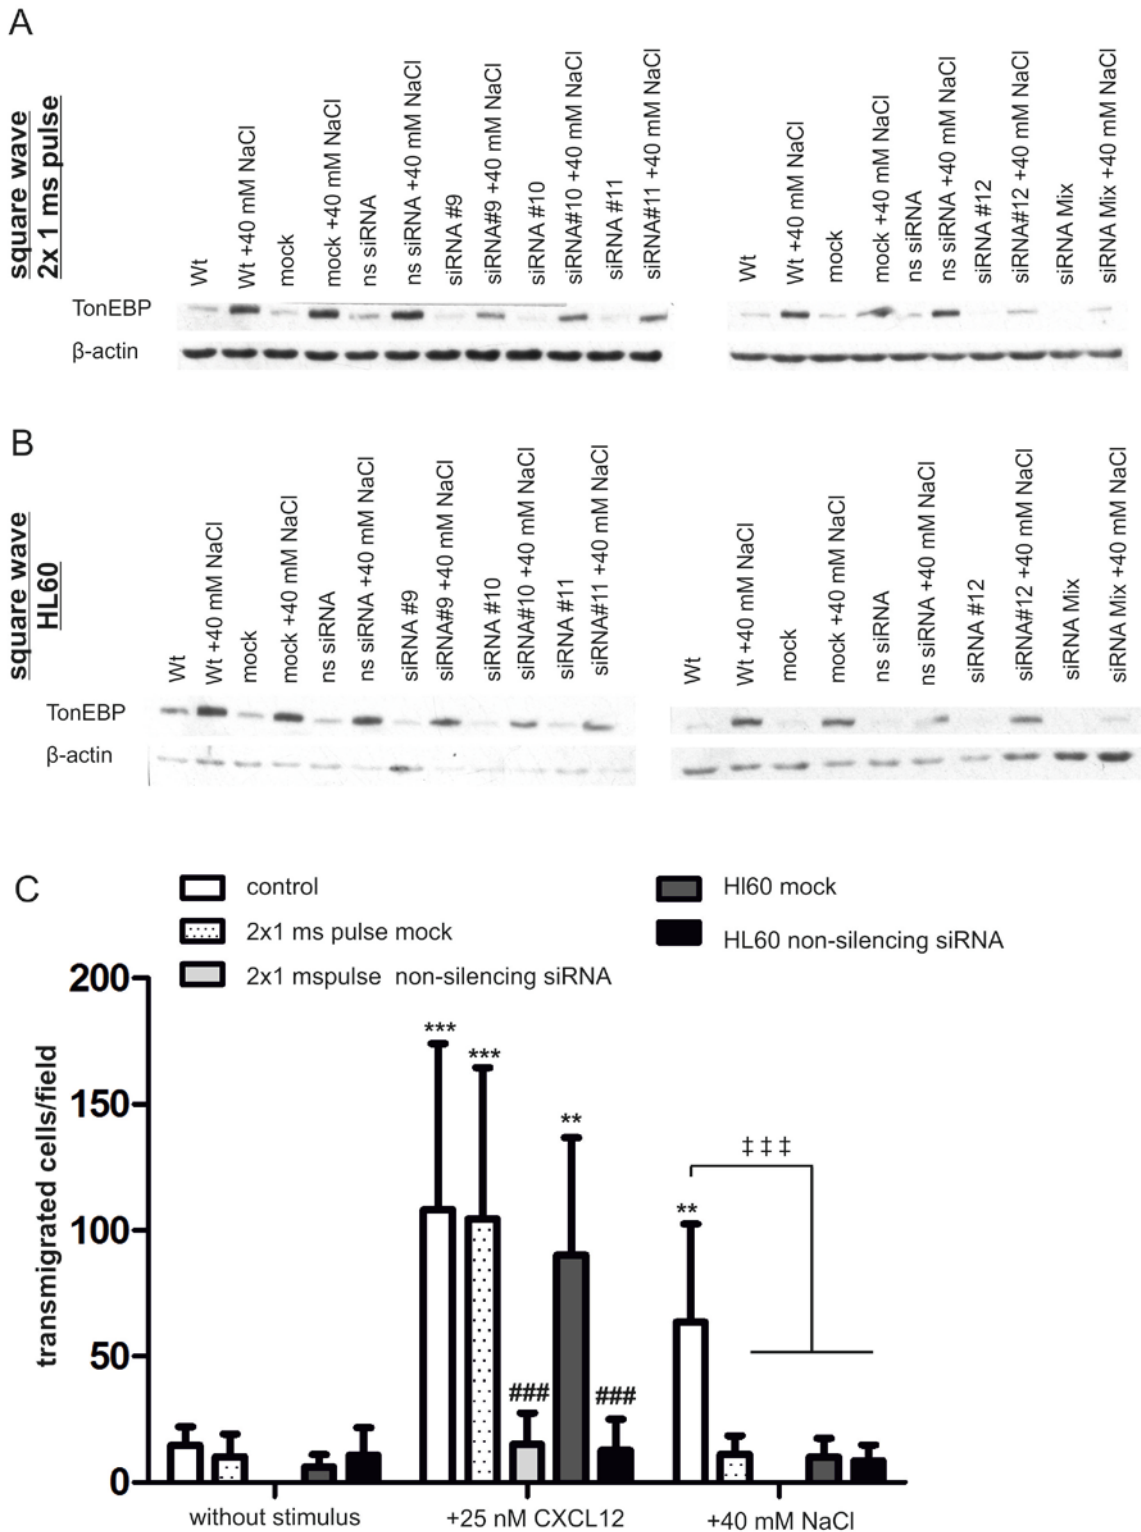 A
square wave
2x 1 ms pulse
Wt
Wt +40 mM NaCl
mock
mock +40 mM NaCl
ns siRNA
ns siRNA +40 mM NaCl
siRNA #9
siRNA#9 +40 mM NaCl
siRNA #10
siRNA#10 +40 mM NaCl
siRNA #11
siRNA#11 +40 mM NaCl
Wt
Wt +40 mM NaCl
mock
mock +40 mM NaCl
ns siRNA
ns siRNA +40 mM NaCl
siRNA #12
siRNA#12 +40 mM NaCl
siRNA Mix
siRNA Mix +40 mM NaCl
TonEBP
β-actin
B
square wave
HL60
Wt
Wt +40 mM NaCl
mock
mock +40 mM NaCl
ns siRNA
ns siRNA +40 mM NaCl
siRNA #9
siRNA#9 +40 mM NaCl
siRNA #10
siRNA#10 +40 mM NaCl
siRNA #11
siRNA#11 +40 mM NaCl
Wt
Wt +40 mM NaCl
mock
mock +40 mM NaCl
ns siRNA
ns siRNA +40 mM NaCl
siRNA #12
siRNA#12 +40 mM NaCl
siRNA Mix
siRNA Mix +40 mM NaCl
TonEBP
β-actin
C
control
2x1 ms pulse mock
2x1 mspulse non-silencing siRNA
Hl60 mock
HL60 non-silencing siRNA
transmigrated cells/field
200
150
100
50
0
***
***
###
**
###
**
‡ ‡ ‡
without stimulus
+25 nM CXCL12
+40 mM NaCl